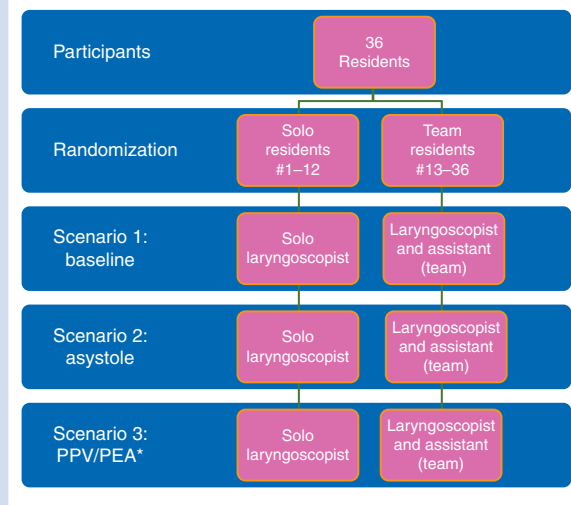 Participants
36
Residents
Randomization
Solo
residents
#1–12
Team
residents
#13–36
Scenario 1:
baseline
Solo
laryngoscopist
Laryngoscopist
and assistant
(team)
Scenario 2:
asystole
Solo
laryngoscopist
Laryngoscopist
and assistant
(team)
Scenario 3:
PPV/PEA*
Solo
laryngoscopist
Laryngoscopist
and assistant
(team)